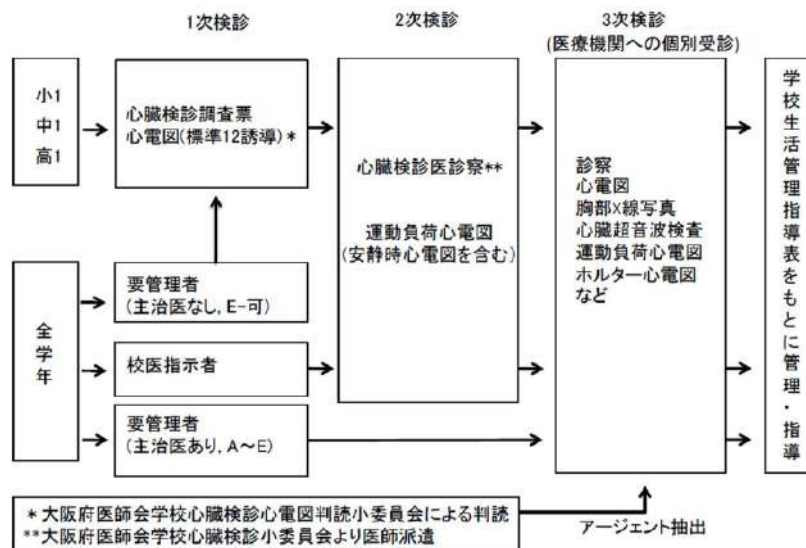 1次検診
2次検診
3次検診
(医療機関への個別受診)
小1
中1
高1
心臓検診調査票
心電図(標準12誘導)*
心臓検診医診察**
運動負荷心電図
(安静時心電図を含む)
診察
心電図
胸部X線写真
心臓超音波検査
運動負荷心電図
ホルター心電図
など
学校生活管理指導表をもとに管理・指導
全学年
要管理者
(主治医なし, E-可)
校医指示者
要管理者
(主治医あり, A～E)
*大阪府医師会学校心臓検診心電図判読小委員会による判読
**大阪府医師会学校心臓検診小委員会より医師派遣
アージェント抽出